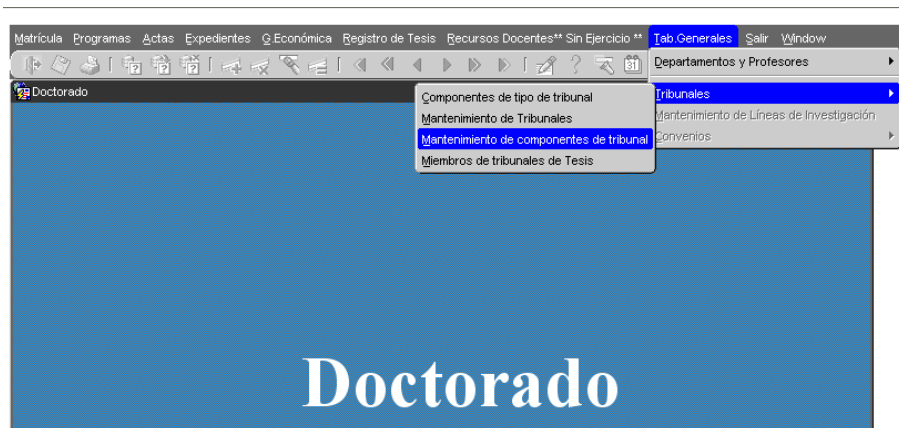 Matrícula Programas Actas Expedientes G.Económica Registro de Tesis Recursos Docentes** Sin Ejercicio ** Tab.Generales Salir Window
31
Departamentos y Profesores
Doctorado
Tribunales
Mantenimiento de Líneas de Investigación
Convenios
Componentes de tipo de tribunal
Mantenimiento de Tribunales
Mantenimiento de componentes de tribunal
Miembros de tribunales de Tesis
Doctorado